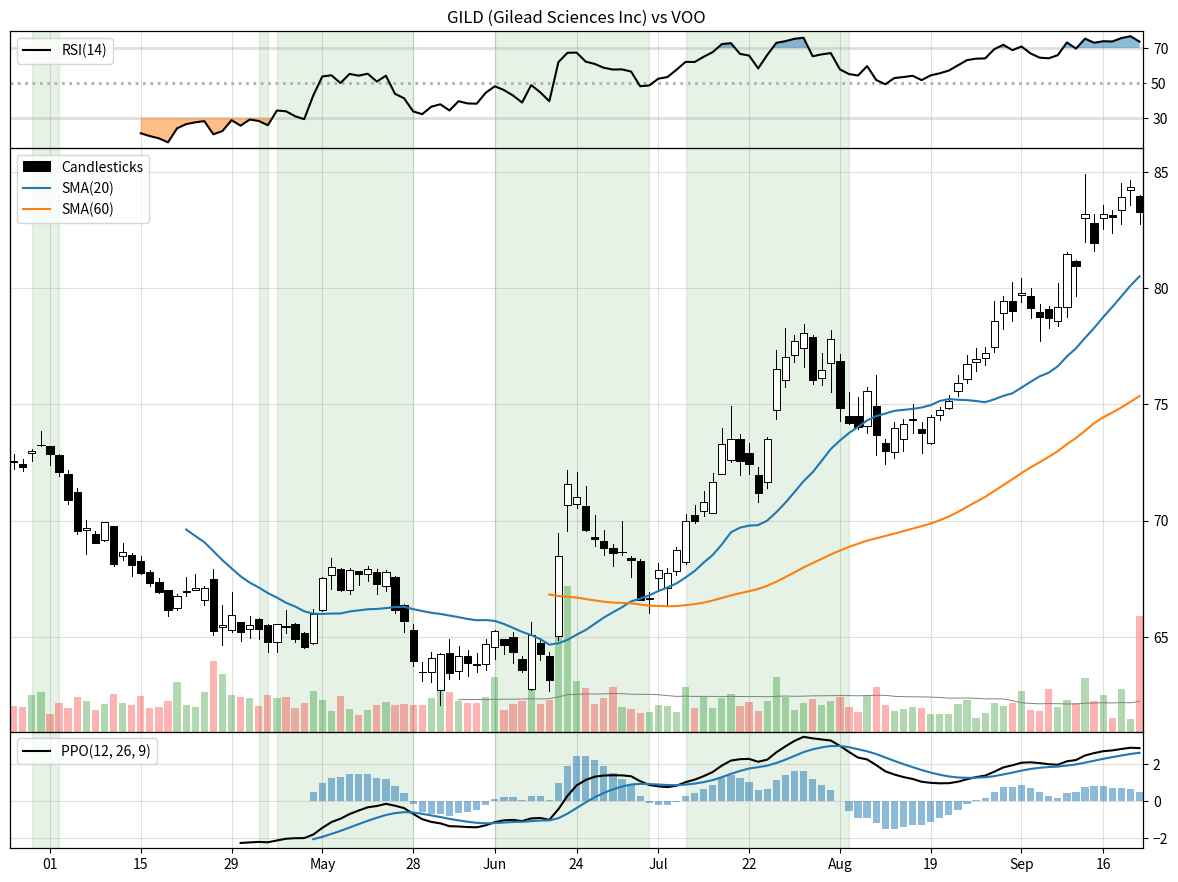 GILD (Gilead Sciences Inc) vs VOO
RSI(14)
70
50
30
Candlesticks
SMA(20)
SMA(60)
85
80
75
70
65
PPO(12, 26, 9)
2
0
−2
01 15 29 May 28 Jun 24 Jul 22 Aug 19 Sep 16